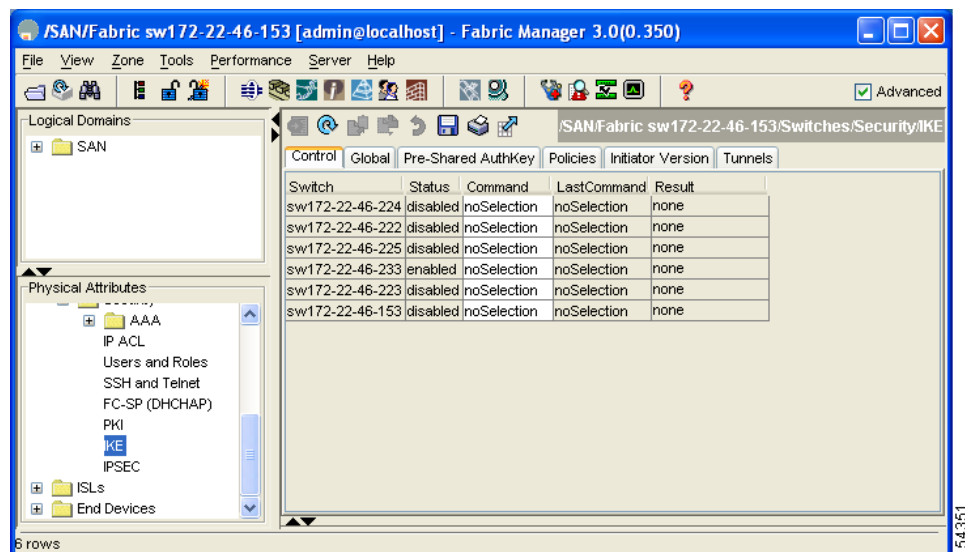 /SAN/Fabric sw172-22-46-153 [admin@localhost] - Fabric Manager 3.0(0.350)
File View Zone Tools Performance Server Help
Advanced
Logical Domains
SAN
/SAN/Fabric sw172-22-46-153/Switches/Security/IKE
Control Global Pre-Shared AuthKey Policies Initiator Version Tunnels
Switch Status Command LastCommand Result
sw172-22-46-224 disabled noSelection noSelection none
sw172-22-46-222 disabled noSelection noSelection none
sw172-22-46-225 disabled noSelection noSelection none
sw172-22-46-233 enabled noSelection noSelection none
sw172-22-46-223 disabled noSelection noSelection none
sw172-22-46-153 disabled noSelection noSelection none
Physical Attributes
AAA
IP ACL
Users and Roles
SSH and Telnet
FC-SP (DHCHAP)
PKI
IKE
IPSEC
ISLs
End Devices
6 rows
54351